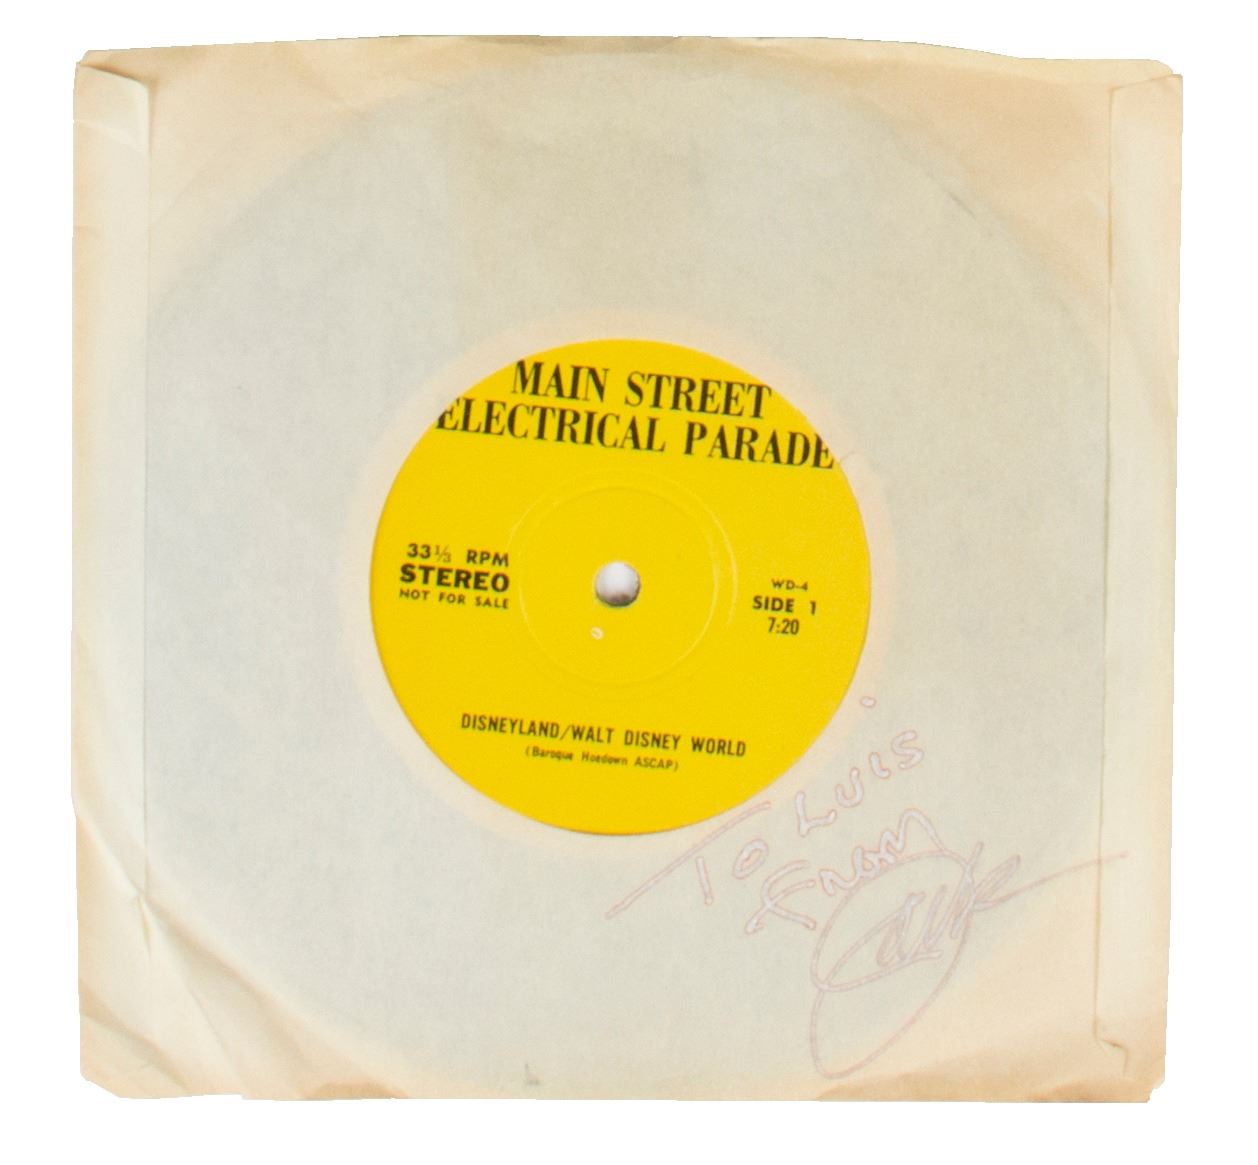 MAIN STREET
ELECTRICAL PARADE
33⅓ RPM
STEREO
NOT FOR SALE
WD-4
SIDE 1
7:20
DISNEYLAND/WALT DISNEY WORLD
(Baroque Hoedown ASCAP)
To Luis
From